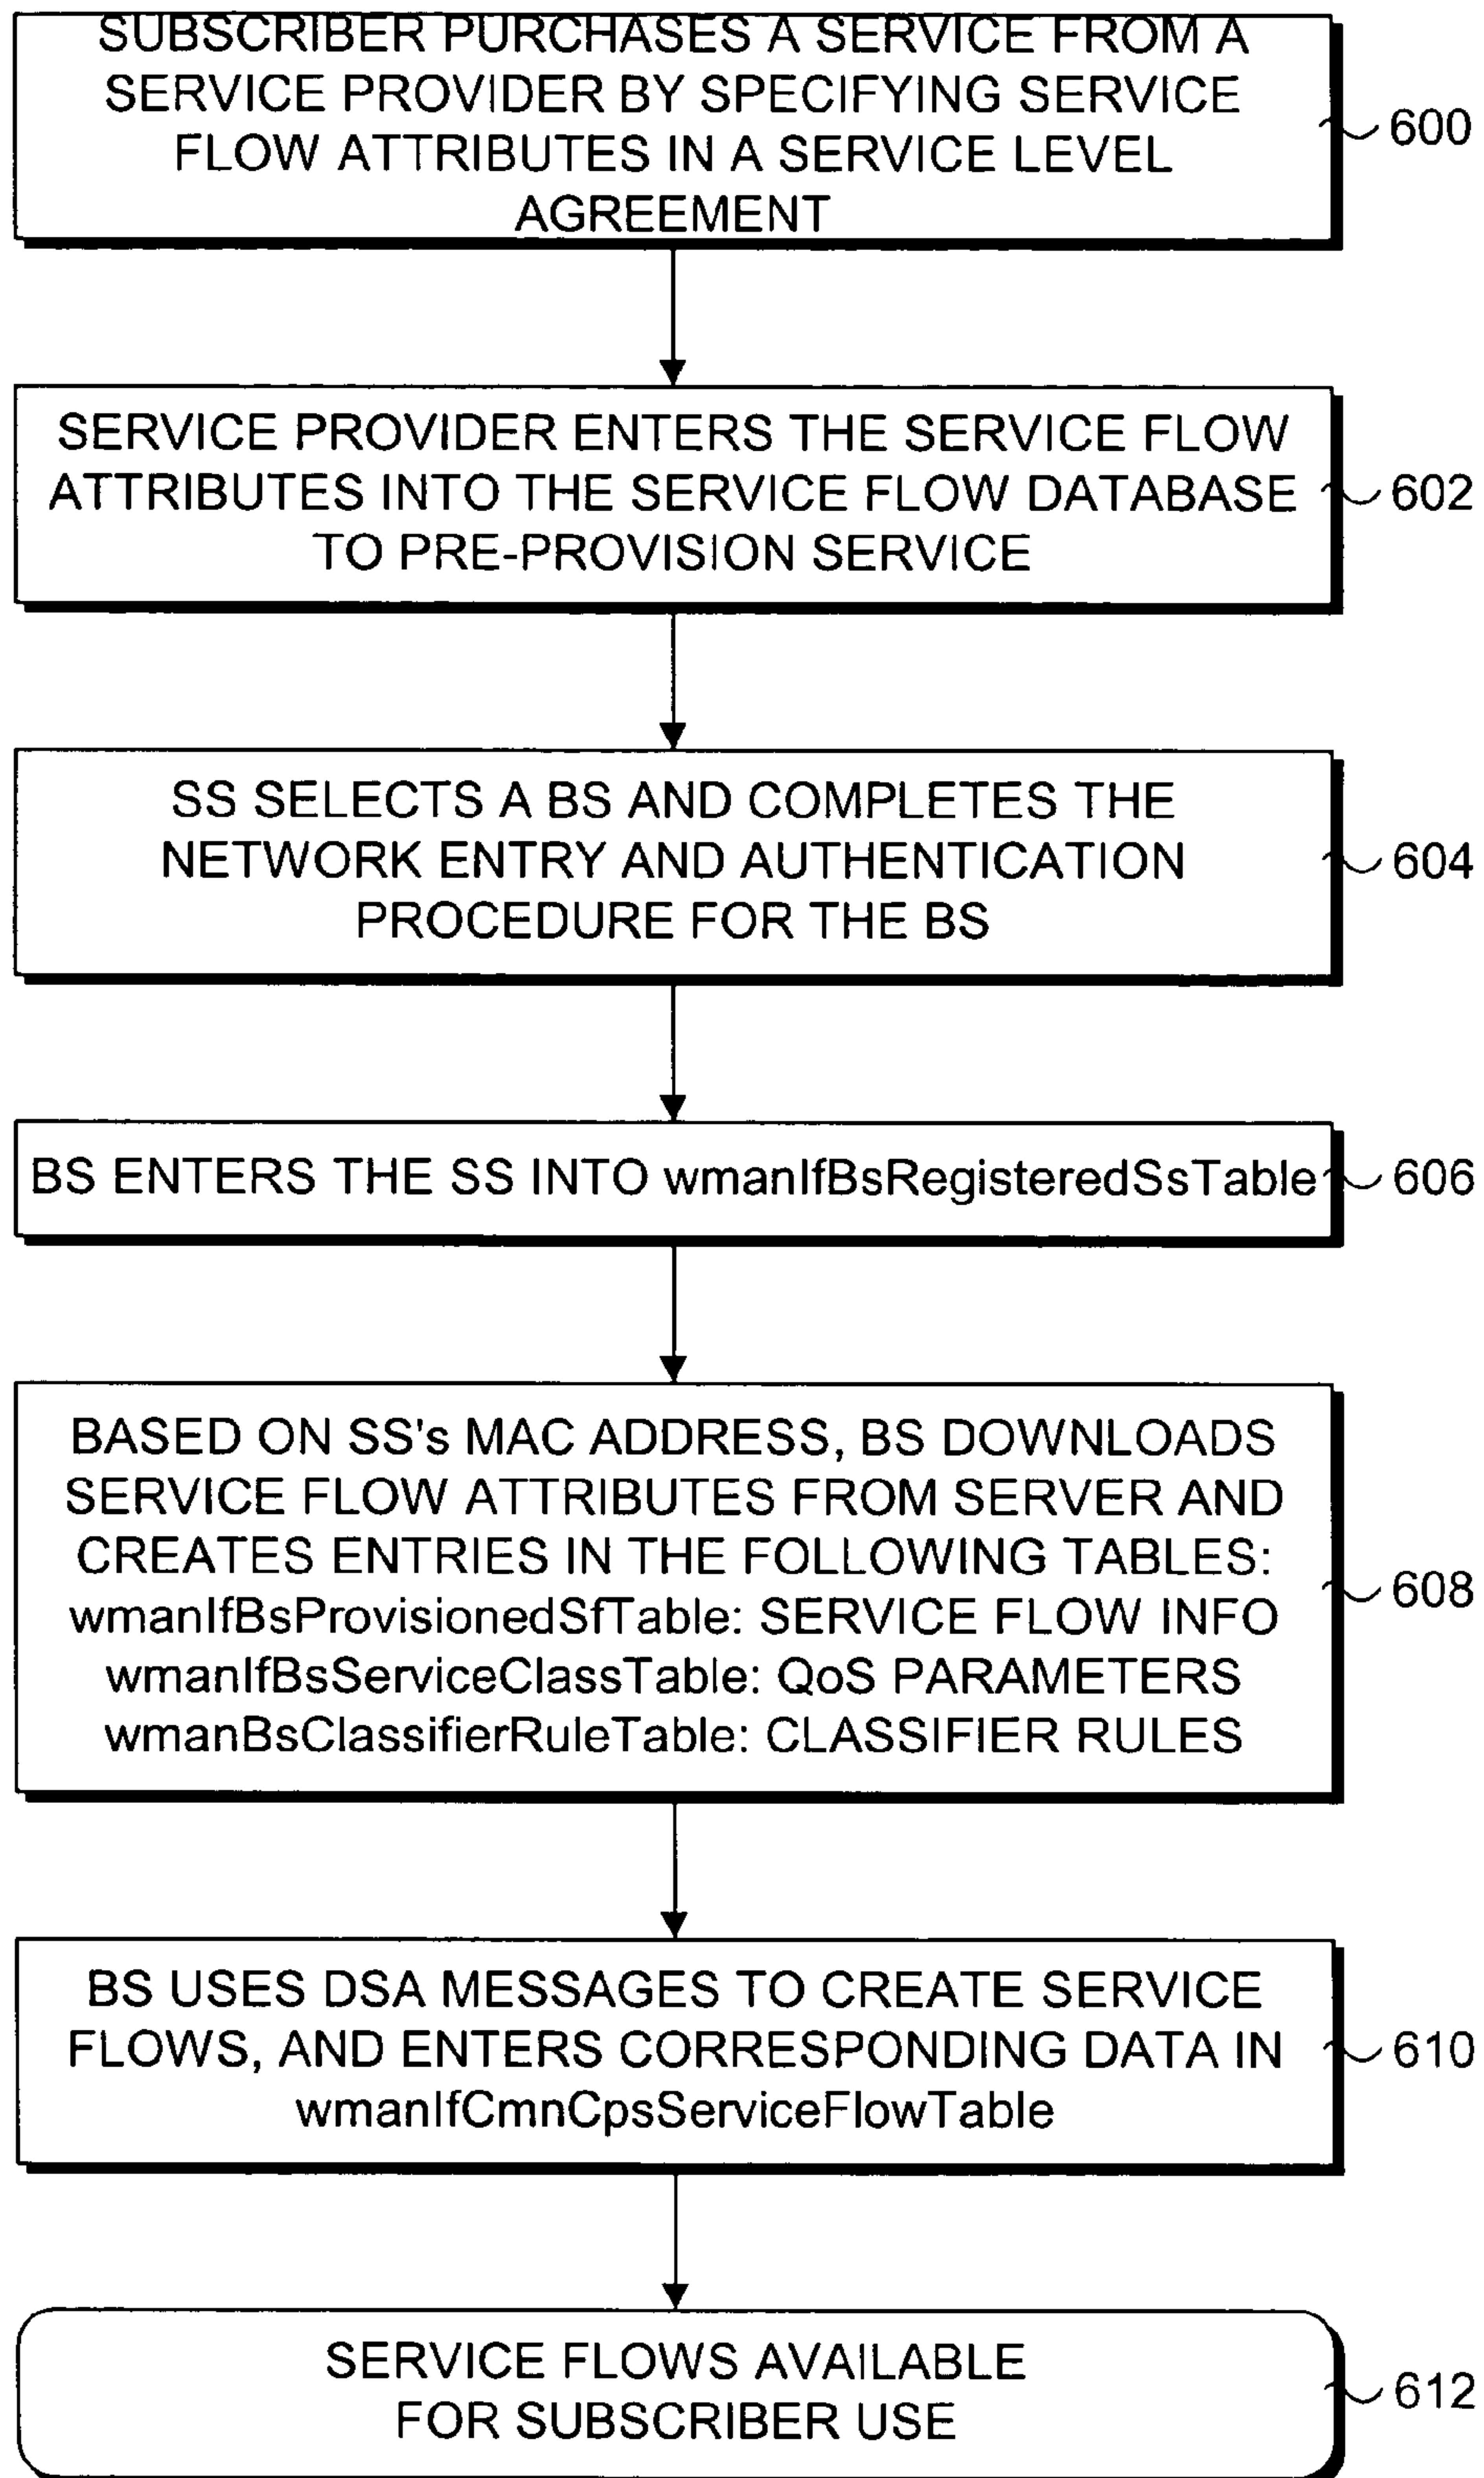 SUBSCRIBER PURCHASES A SERVICE FROM A
SERVICE PROVIDER BY SPECIFYING SERVICE
FLOW ATTRIBUTES IN A SERVICE LEVEL
AGREEMENT
600
SERVICE PROVIDER ENTERS THE SERVICE FLOW
ATTRIBUTES INTO THE SERVICE FLOW DATABASE
TO PRE-PROVISION SERVICE
602
SS SELECTS A BS AND COMPLETES THE
NETWORK ENTRY AND AUTHENTICATION
PROCEDURE FOR THE BS
604
BS ENTERS THE SS INTO wmanIfBsRegisteredSsTable
606
BASED ON SS's MAC ADDRESS, BS DOWNLOADS
SERVICE FLOW ATTRIBUTES FROM SERVER AND
CREATES ENTRIES IN THE FOLLOWING TABLES:
wmanIfBsProvisionedSfTable: SERVICE FLOW INFO
wmanIfBsServiceClassTable: QoS PARAMETERS
wmanBsClassifierRuleTable: CLASSIFIER RULES
608
BS USES DSA MESSAGES TO CREATE SERVICE
FLOWS, AND ENTERS CORRESPONDING DATA IN
wmanIfCmnCpsServiceFlowTable
610
SERVICE FLOWS AVAILABLE
FOR SUBSCRIBER USE
612